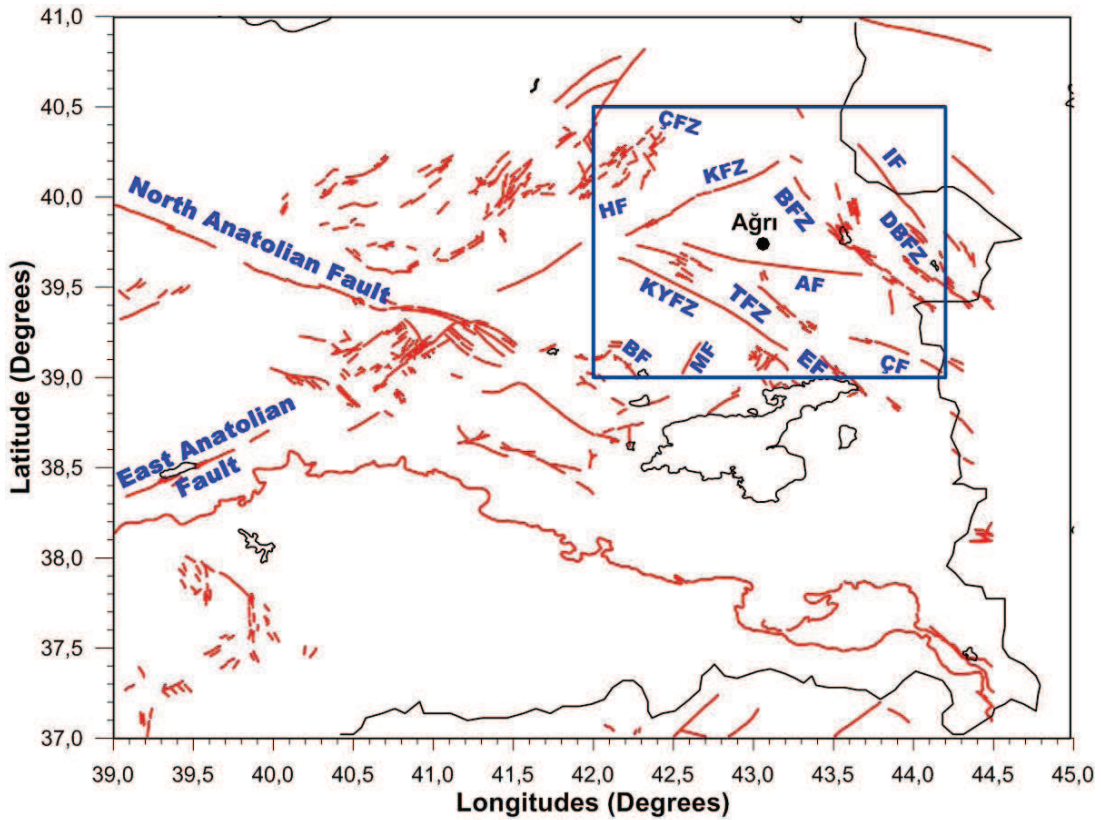 41,0
40,5
40,0
39,5
39,0
38,5
38,0
37,5
37,0
Latitude (Degrees)
ÇFZ
KFZ
IF
North Anatolian Fault
HF
BFZ
Ağrı
DBFZ
AF
KYFZ
TFZ
BF
MF
EF
ÇF
East Anatolian
Fault
39,0 39,5 40,0 40,5 41,0 41,5 42,0 42,5 43,0 43,5 44,0 44,5 45,0
Longitudes (Degrees)